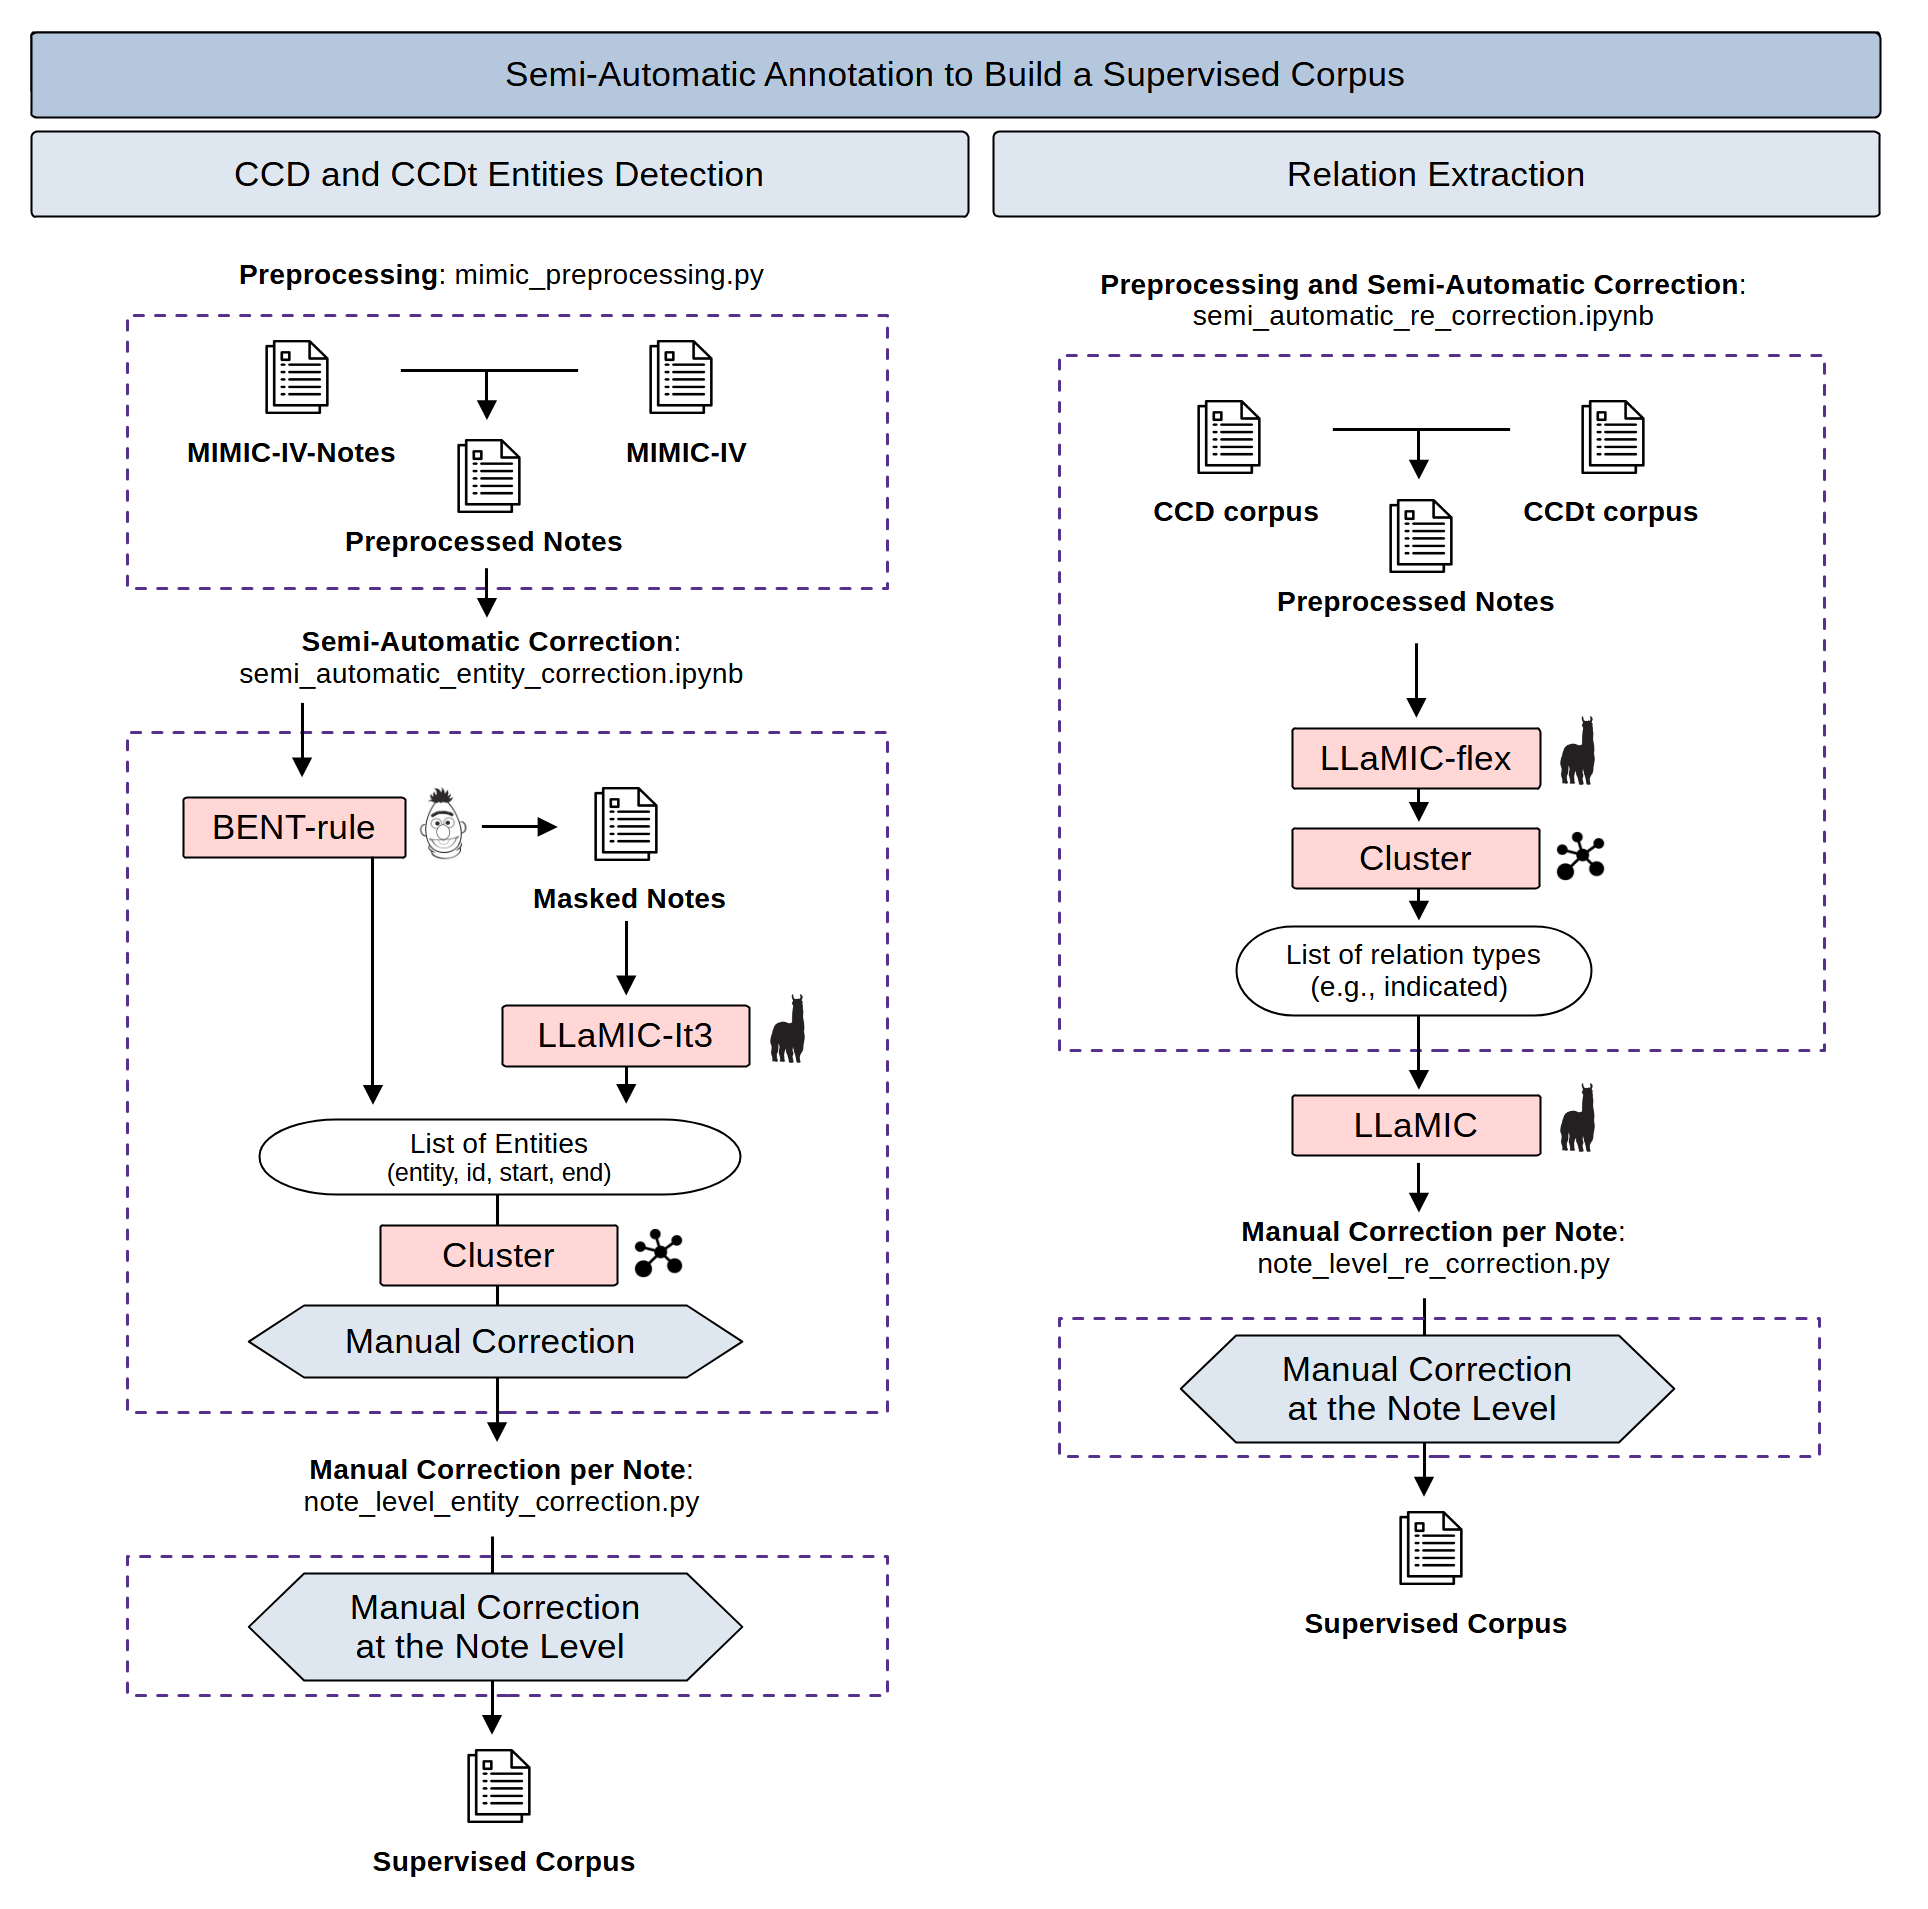 Semi-Automatic Annotation to Build a Supervised Corpus
CCD and CCDt Entities Detection
Preprocessing: mimic_preprocessing.py
MIMIC-IV-Notes
MIMIC-IV
Preprocessed Notes
Semi-Automatic Correction:
semi_automatic_entity_correction.ipynb
BENT-rule
Masked Notes
LLaMIC-It3
List of Entities
(entity, id, start, end)
Cluster
Manual Correction
Manual Correction per Note:
note_level_entity_correction.py
Manual Correction
at the Note Level
Supervised Corpus
Relation Extraction
Preprocessing and Semi-Automatic Correction:
semi_automatic_re_correction.ipynb
CCD corpus
CCDt corpus
Preprocessed Notes
LLaMIC-flex
Cluster
List of relation types
(e.g., indicated)
LLaMIC
Manual Correction per Note:
note_level_re_correction.py
Manual Correction
at the Note Level
Supervised Corpus